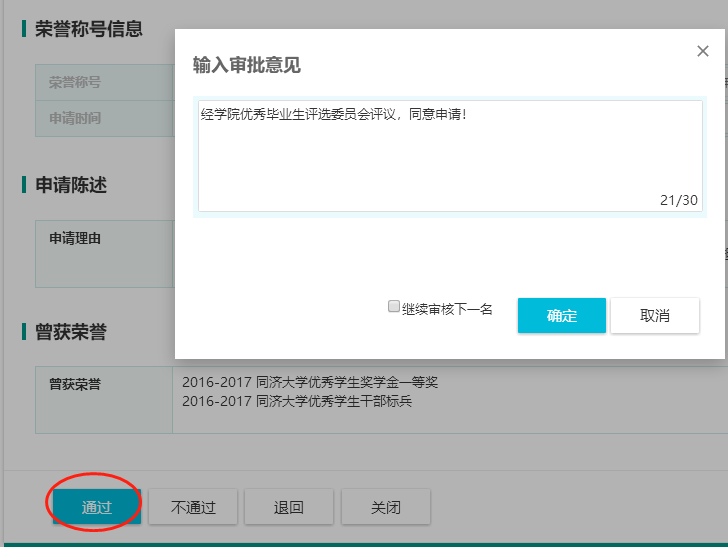 荣誉称号信息
荣誉称号
申请时间
申请陈述
申请理由
曾获荣誉
曾获荣誉
2016-2017 同济大学优秀学生奖学金一等奖
2016-2017 同济大学优秀学生干部标兵
通过 不通过 退回 关闭
输入审批意见
×
经学院优秀毕业生评选委员会评议，同意申请！
21/30
继续审核下一名 确定 取消